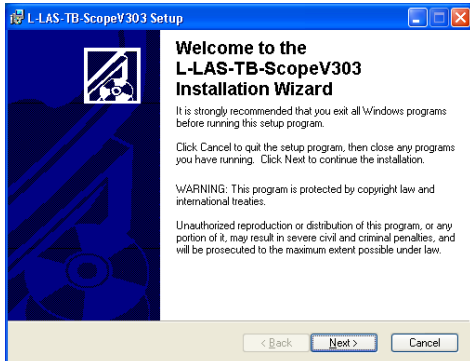 L-LAS-TB-ScopeV303 Setup
Welcome to the
L-LAS-TB-ScopeV303
Installation Wizard
It is strongly recommended that you exit all Windows programs
before running this setup program.
Click Cancel to quit the setup program, then close any programs
you have running. Click Next to continue the installation.
WARNING: This program is protected by copyright law and
international treaties.
Unauthorized reproduction or distribution of this program, or any
portion of it, may result in severe civil and criminal penalties, and
will be prosecuted to the maximum extent possible under law.
< Back Next > Cancel